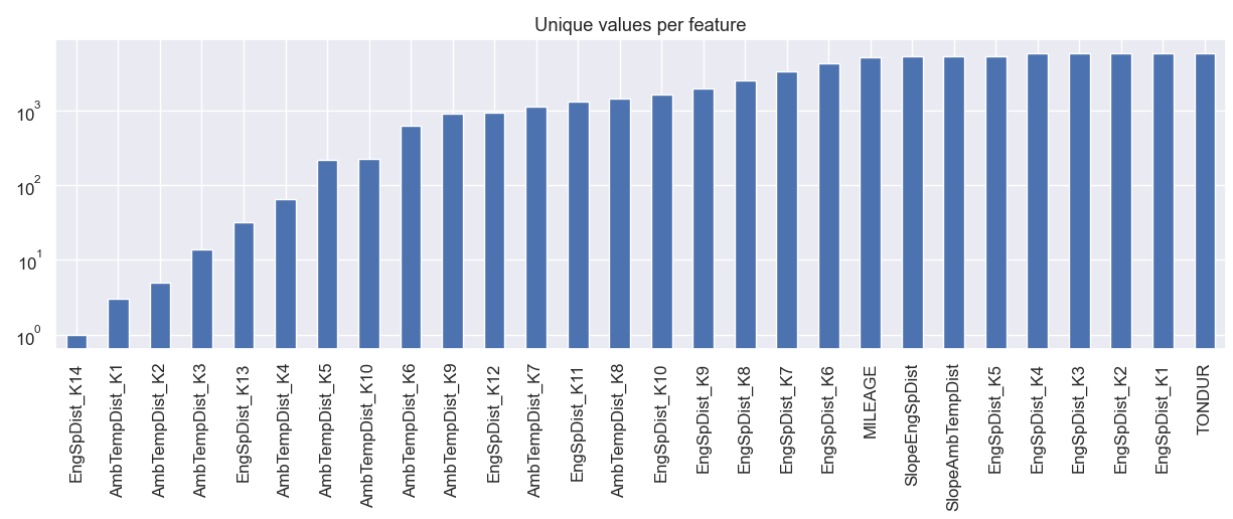 Unique values per feature
10^3
10^2
10^1
10^0
EngSpDist_K14
AmbTempDist_K1
AmbTempDist_K2
AmbTempDist_K3
EngSpDist_K13
AmbTempDist_K4
AmbTempDist_K5
AmbTempDist_K10
AmbTempDist_K6
AmbTempDist_K9
EngSpDist_K12
AmbTempDist_K7
EngSpDist_K11
AmbTempDist_K8
EngSpDist_K10
EngSpDist_K9
EngSpDist_K8
EngSpDist_K7
EngSpDist_K6
MILEAGE
SlopeEngSpDist
SlopeAmbTempDist
EngSpDist_K5
EngSpDist_K4
EngSpDist_K3
EngSpDist_K2
EngSpDist_K1
TONDUR